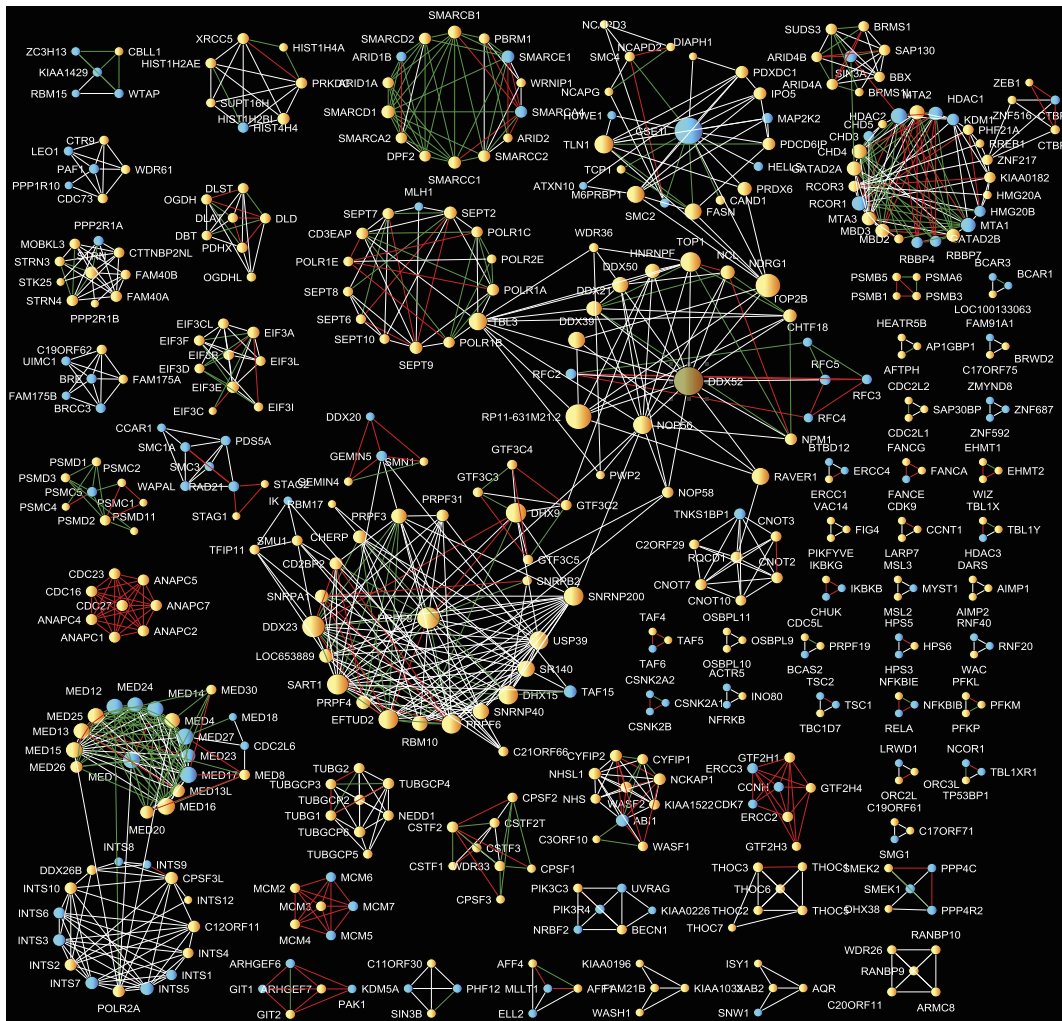 ZC3H13
CBLL1
KIAA1429
RBM15
WTAP
XRCC5
HIST1H4A
HIST1H2AE
PRKDC
SUPT16H
HIST1H2BI
HIST4H4
SMARCB1
SMARCD2
PBRM1
ARID1B
SMARCE1
ARID1A
WRNIP1
SMARCD1
SMARCA4
SMARCA2
ARID2
DPF2
SMARCC2
SMARCC1
NCAPD3
NCAPD2
DIAPH1
SMC4
PDXDC1
NCAPG
IPO5
HUWE1
CSE1L
MAP2K2
TLN1
PDCD6IP
TCP1
HELLS
ATXN10
M6PRBP1
PRDX6
CAND1
SMC2
FASN
SUDS3
BRMS1
ARID4B
SAP130
SIN3A
BBX
ARID4A
BRMS1L
ZEB1
ZNF516
MTA2
HDAC2
HDAC1
CHD5
KDM1
CHD3
PHF21A
CHD4
RREB1
GATAD2A
ZNF217
RCOR3
KIAA0182
RCOR1
HMG20A
MTA3
HMG20B
MBD3
MTA1
MBD2
GATAD2B
RBBP4
RBBP7
CTR9
LEO1
WDR61
PAF1
PPP1R10
CDC73
DLST
OGDH
DLAT
DLD
DBT
PDHX
OGDHL
MLH1
SEPT7
SEPT2
CD3EAP
POLR1C
POLR1E
POLR2E
SEPT8
POLR1A
SEPT6
TBL3
SEPT10
POLR1B
SEPT9
PPP2R1A
MOBKL3
CTTNBP2NL
STRN3
STRN
STK25
FAM40B
STRN4
FAM40A
PPP2R1B
WDR36
HNRNPF
TOP1
DDX50
NCL
NDRG1
DDX21
TOP2B
DDX39
CHTF18
RFC2
DDX52
RFC5
RFC3
RFC4
RP11-631M21.2
NOP56
NPM1
PWP2
RAVER1
NOP58
BCAR3
BCAR1
PSMB5
PSMA6
PSMB1
PSMB3
LOC100133063
HEATR5B
FAM91A1
AP1GBP1
BRWD2
AFTPH
C17ORF75
CDC2L2
ZMYND8
SAP30BP
ZNF687
CDC2L1
ZNF592
BTBD12
FANCG
EHMT1
ERCC4
FANCA
EHMT2
ERCC1
FANCE
WIZ
VAC14
CDK9
TBL1X
FIG4
CCNT1
TBL1Y
PIKFYVE
LARP7
HDAC3
IKBKG
MSL3
DARS
IKBKB
MYST1
AIMP1
CHUK
MSL2
AIMP2
CDC5L
HPS5
RNF40
PRPF19
HPS6
RNF20
BCAS2
HPS3
WAC
TSC2
NFKBIE
PFKL
TSC1
NFKBIB
PFKM
TBC1D7
RELA
PFKP
LRWD1
NCOR1
ORC3L
TBL1XR1
ORC2L
TP53BP1
C19ORF61
C17ORF71
SMG1
C19ORF62
UIMC1
BRE
FAM175A
FAM175B
BRCC3
EIF3CL
EIF3A
EIF3F
EIF3B
EIF3L
EIF3D
EIF3E
EIF3C
EIF3I
CCAR1
PDS5A
SMC1A
SMC3
WAPAL
RAD21
STAG2
STAG1
PSMD1
PSMC2
PSMD3
PSMC5
PSMC1
PSMC4
PSMD11
PSMD2
DDX20
GEMIN5
SMN1
GEMIN4
GTF3C4
GTF3C3
DHX9
GTF3C2
GTF3C5
IK
RBM17
PRPF31
PRPF3
SMU1
CHERP
TFIP11
CD2BP2
SNRPB2
SNRPA1
SNRNP200
PRPF8
DDX23
USP39
LOC653889
SR140
SART1
DHX15
TAF15
PRPF4
SNRNP40
EFTUD2
PRPF6
RBM10
C21ORF66
TNKS1BP1
CNOT3
C2ORF29
RQCD1
CNOT2
CNOT7
CNOT10
TAF4
OSBPL11
TAF5
OSBPL9
TAF6
OSBPL10
CSNK2A2
ACTR5
CSNK2A1
INO80
CSNK2B
NFRKB
CDC23
ANAPC5
CDC16
CDC27
ANAPC7
ANAPC4
ANAPC1
ANAPC2
MED24
MED12
MED14
MED30
MED25
MED4
MED18
MED13
MED27
CDC2L6
MED15
MED23
MED26
MED1
MED17
MED8
MED13L
MED16
MED20
INTS8
INTS9
DDX26B
CPSF3L
INTS10
INTS12
INTS6
C12ORF11
INTS3
INTS4
INTS2
INTS1
INTS7
INTS5
POLR2A
TUBG2
TUBGCP3
TUBGCP4
TUBGCP2
TUBG1
NEDD1
TUBGCP6
TUBGCP5
CPSF2
CSTF2
CSTF2T
CSTF3
CSTF1
WDR33
CPSF1
CPSF3
CYFIP2
CYFIP1
NHSL1
NCKAP1
WASF2
NHS
KIAA1522
ABI1
C3ORF10
WASF1
GTF2H1
ERCC3
CCNH
GTF2H4
CDK7
ERCC2
GTF2H3
MCM6
MCM2
MCM3
MCM7
MCM4
MCM5
PIK3C3
UVRAG
PIK3R4
KIAA0226
NRBF2
BECN1
THOC3
THOC1
THOC6
THOC2
THOC5
THOC7
SMEK2
PPP4C
SMEK1
DHX38
PPP4R2
ARHGEF6
GIT1
ARHGEF7
PAK1
GIT2
C11ORF30
KDM5A
PHF12
SIN3B
AFF4
MLLT1
AFF1
ELL2
KIAA0196
FAM21B
KIAA1033
WASH1
ISY1
XAB2
AQR
SNW1
RANBP10
WDR26
RANBP9
C20ORF11
ARMC8